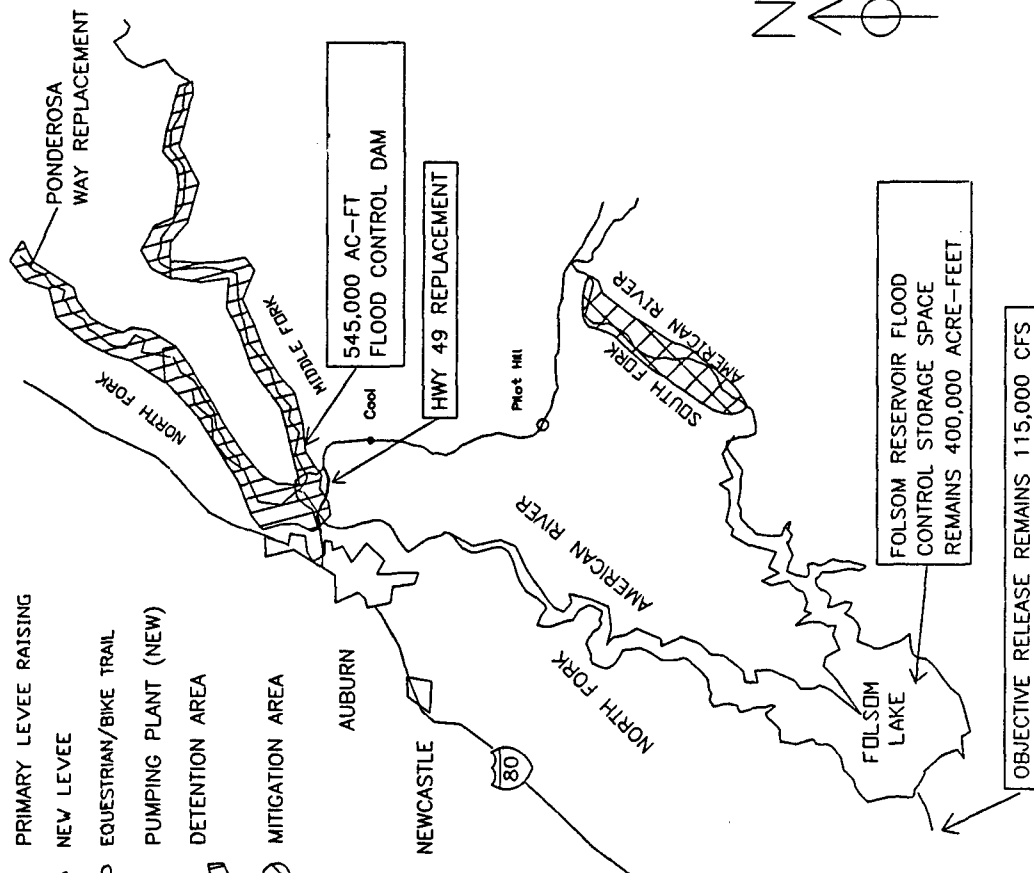 PRIMARY LEVEE RAISING
NEW LEVEE
EQUESTRIAN/BIKE TRAIL
PUMPING PLANT (NEW)
DETENTION AREA
MITIGATION AREA
PONDEROSA
WAY REPLACEMENT
N
545,000 AC-FT
FLOOD CONTROL DAM
HWY 49 REPLACEMENT
NORTH FORK
MIDDLE FORK
Cool
Pilot Hill
AUBURN
NEWCASTLE
80
SOUTH FORK
AMERICAN RIVER
NORTH FORK
AMERICAN RIVER
FOLSOM
LAKE
FOLSOM RESERVOIR FLOOD
CONTROL STORAGE SPACE
REMAINS 400,000 ACRE-FEET
OBJECTIVE RELEASE REMAINS 115,000 CFS